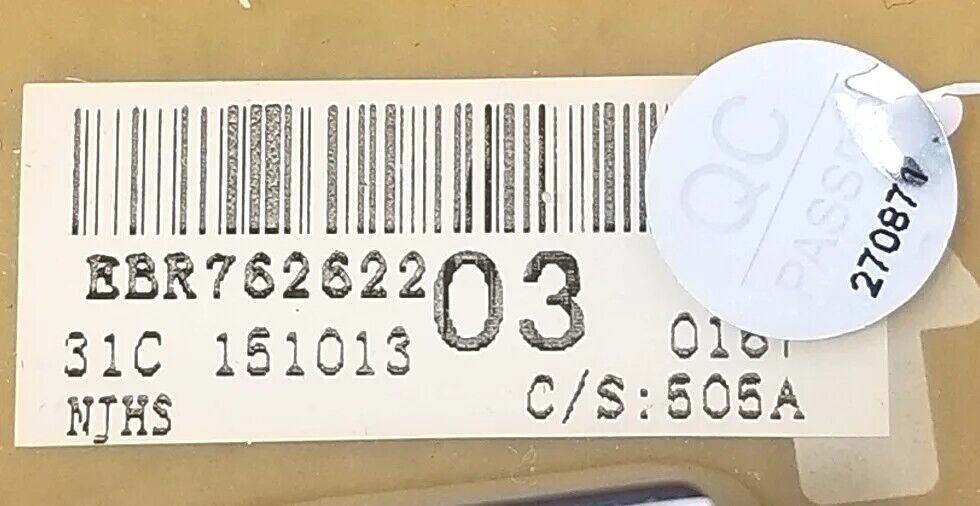 EBR76262203
31C 151013
NJHS
C/S:505A
QC
270871